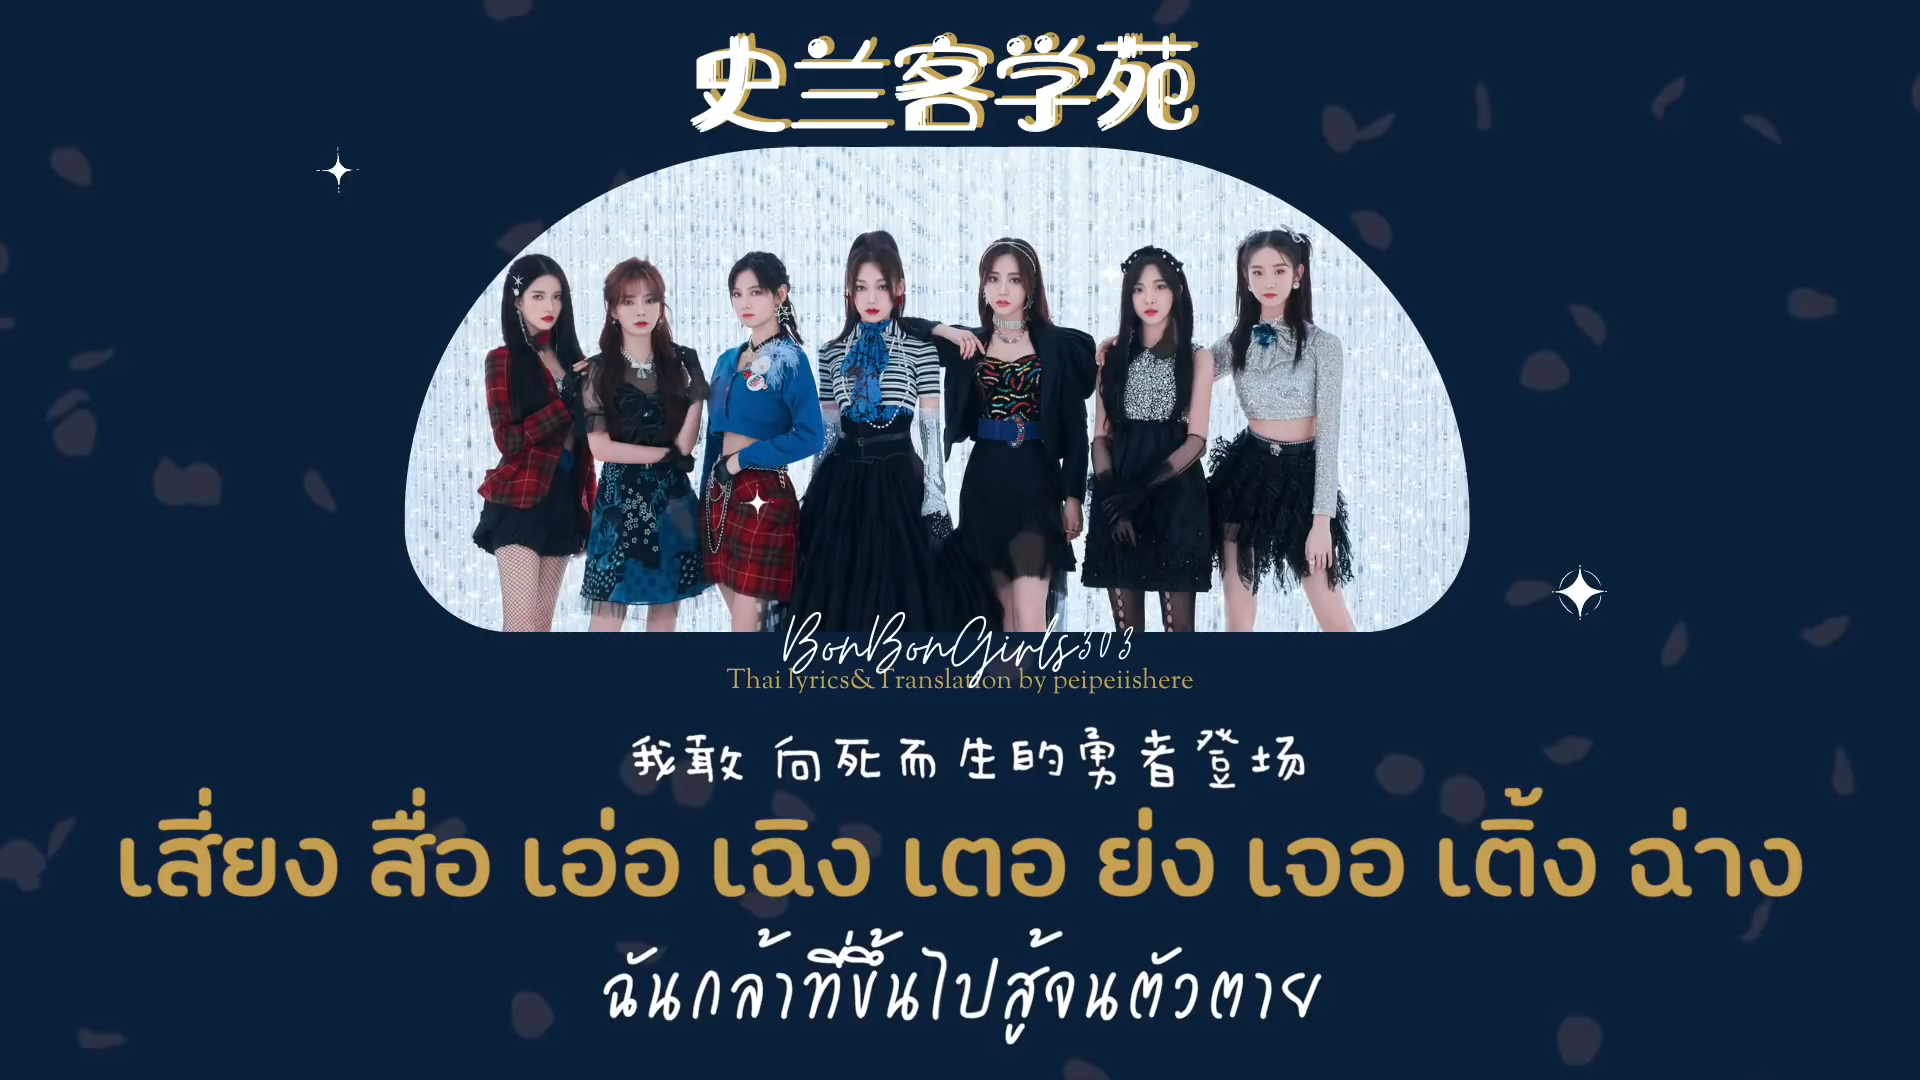 史兰客学苑
BonBonGirls303
Thai lyrics&Translation by peipeiishere
我敢 向死而生的勇者登场
เสี่ยง สื่อ เอ่อ เฉิง เตอ ย่ง เจอ เติ้ง ฉ่าง
ฉันกล้าที่ขึ้นไปสู้จนตัวตาย